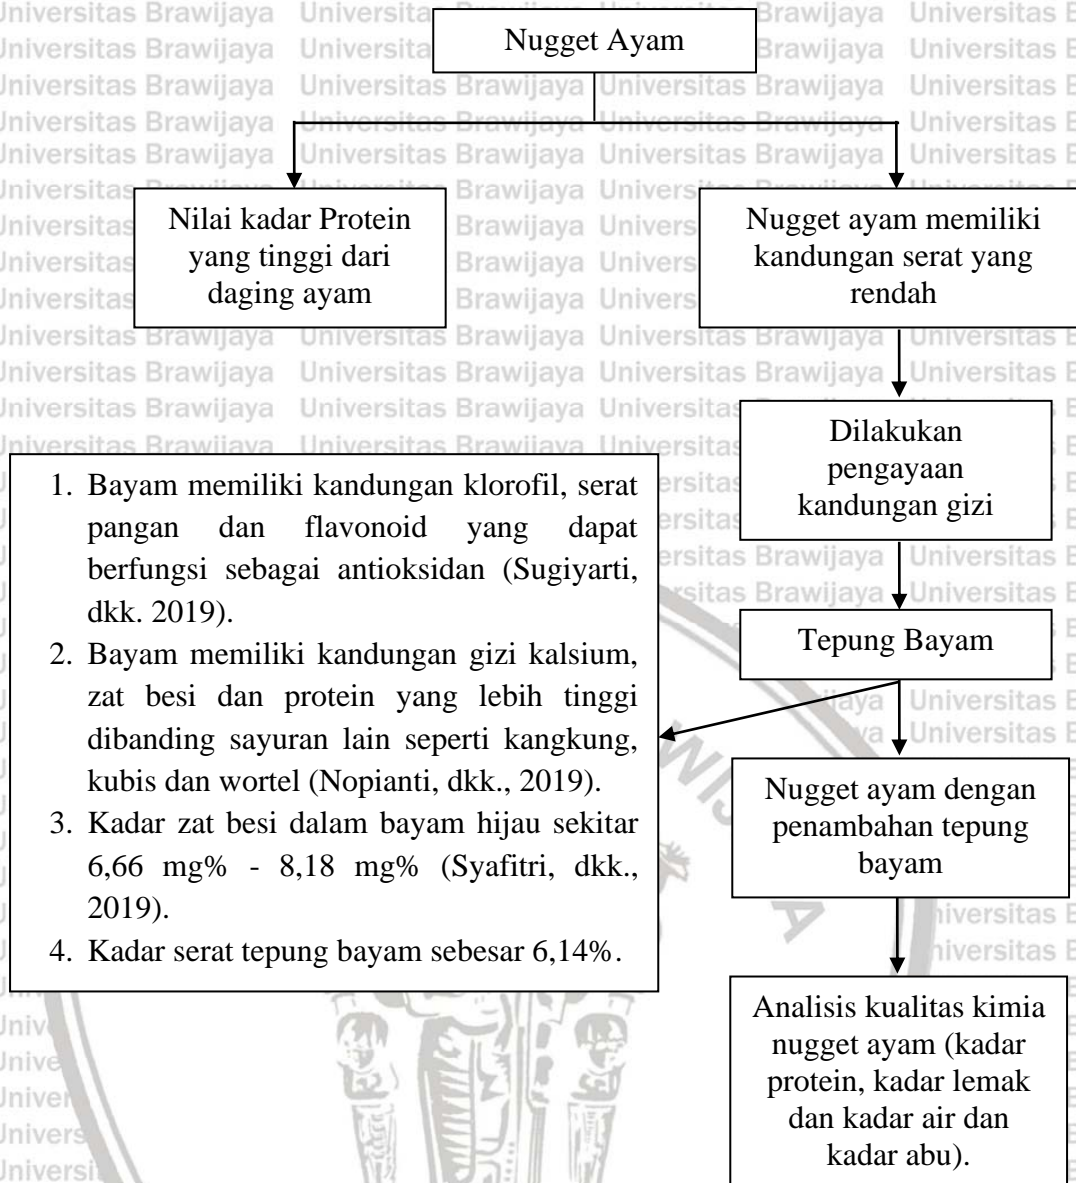 Nugget Ayam
Nilai kadar Protein
yang tinggi dari
daging ayam
Nugget ayam memiliki
kandungan serat yang
rendah
Dilakukan
pengayaan
kandungan gizi
1. Bayam memiliki kandungan klorofil, serat
pangan dan flavonoid yang dapat
berfungsi sebagai antioksidan (Sugiyarti,
dkk. 2019).
2. Bayam memiliki kandungan gizi kalsium,
zat besi dan protein yang lebih tinggi
dibanding sayuran lain seperti kangkung,
kubis dan wortel (Nopianti, dkk., 2019).
3. Kadar zat besi dalam bayam hijau sekitar
6,66 mg% - 8,18 mg% (Syafitri, dkk.,
2019).
4. Kadar serat tepung bayam sebesar 6,14%.
Tepung Bayam
Nugget ayam dengan
penambahan tepung
bayam
Analisis kualitas kimia
nugget ayam (kadar
protein, kadar lemak
dan kadar air dan
kadar abu).